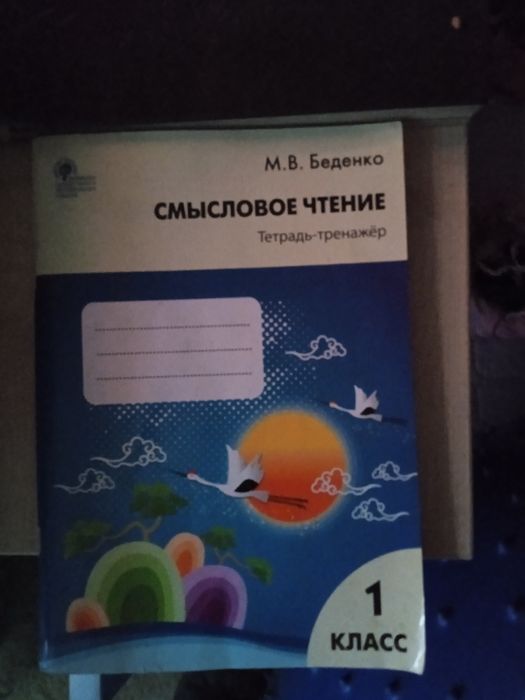 М.В. Беденко
СМЫСЛОВОЕ ЧТЕНИЕ
Тетрадь-тренажёр
1
КЛАСС